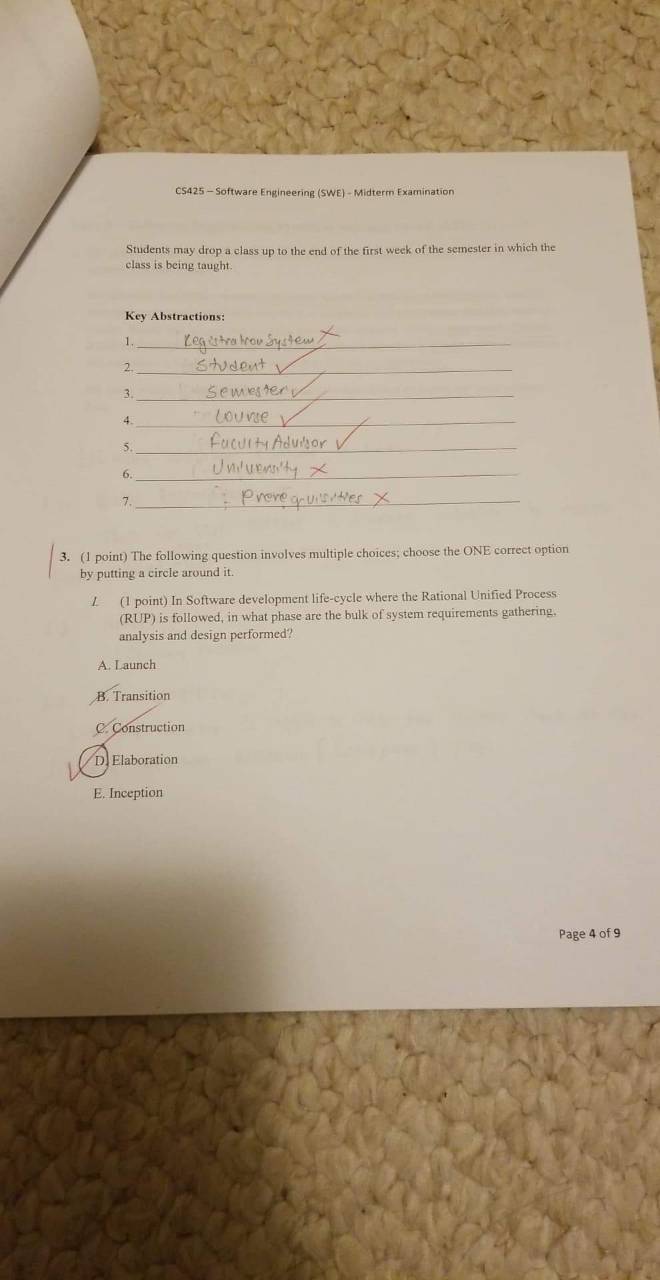 CS425 – Software Engineering (SWE) - Midterm Examination
Students may drop a class up to the end of the first week of the semester in which the
class is being taught.
Key Abstractions:
1. Registration System
2. Student
3. Semester
4. Course
5. Faculty Advisor
6. University
7. Prerequisities
3. (1 point) The following question involves multiple choices; choose the ONE correct option
by putting a circle around it.
1. (1 point) In Software development life-cycle where the Rational Unified Process
(RUP) is followed, in what phase are the bulk of system requirements gathering,
analysis and design performed?
A. Launch
B. Transition
C. Construction
D. Elaboration
E. Inception
Page 4 of 9